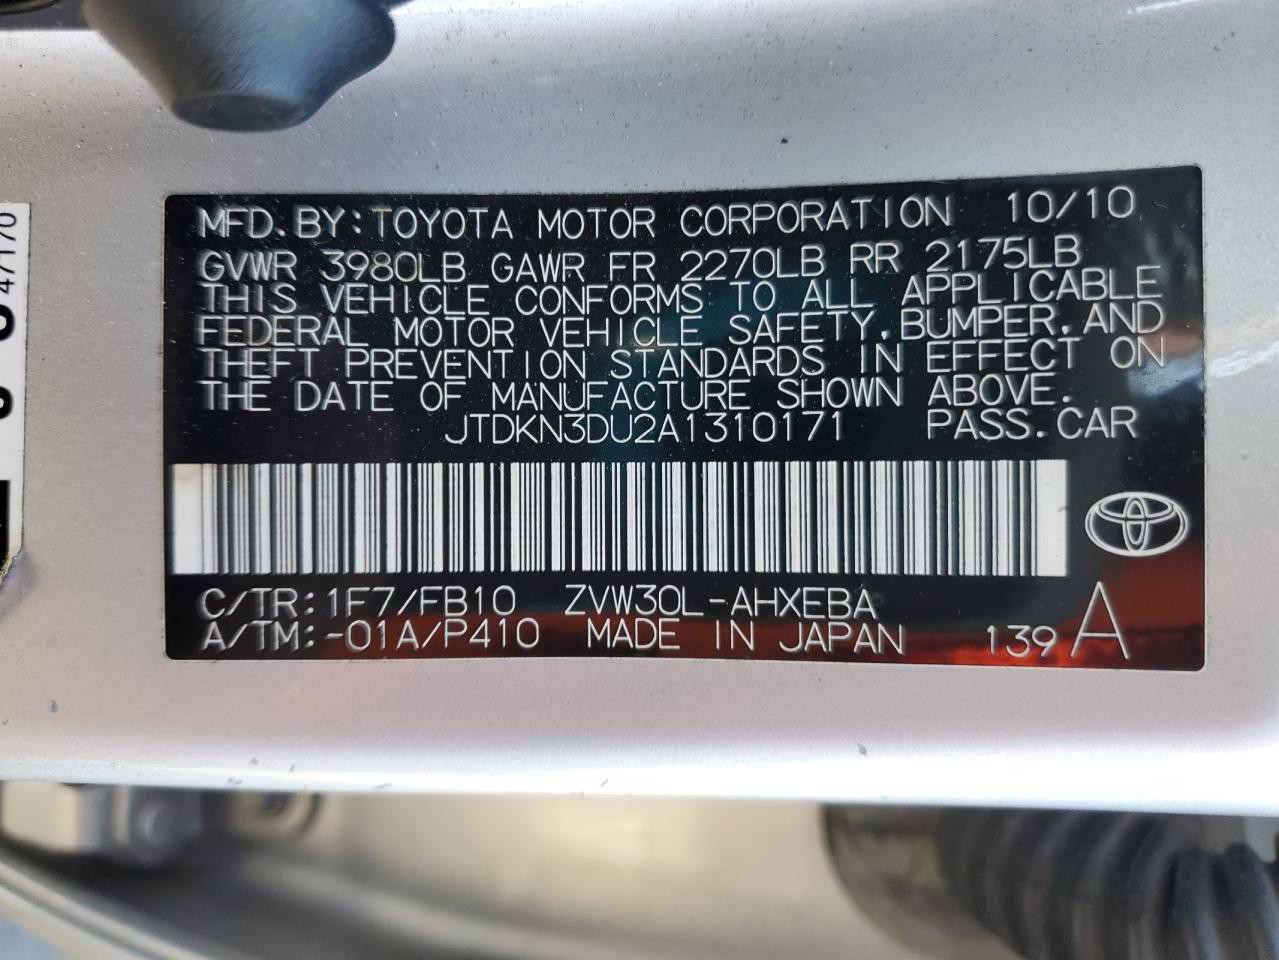 MFD.BY:TOYOTA MOTOR CORPORATION 10/10
GVWR 3980LB GAWR FR 2270LB RR 2175LB
THIS VEHICLE CONFORMS TO ALL APPLICABLE
FEDERAL MOTOR VEHICLE SAFETY,BUMPER,AND
THEFT PREVENTION STANDARDS IN EFFECT ON
THE DATE OF MANUFACTURE SHOWN ABOVE.
JTDKN3DU2A1310171 PASS.CAR
C/TR:1F7/FB10 ZVW30L-AHXEBA
A/TM:-01A/P410 MADE IN JAPAN 139 A
47170